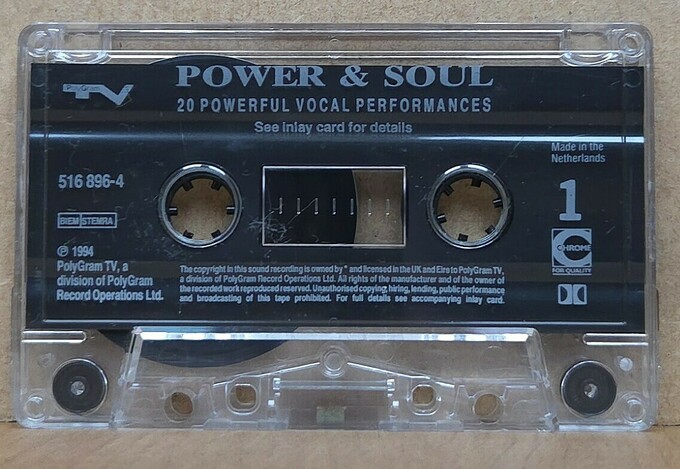 PolyGram TV
POWER & SOUL
20 POWERFUL VOCAL PERFORMANCES
See inlay card for details
Made in the
Netherlands
516 896-4
1
BIEM STEMRA
CHROME
FOR QUALITY
℗ 1994
PolyGram TV, a
division of PolyGram
Record Operations Ltd.
The copyright in this sound recording is owned by * and licensed in the UK and Eire to PolyGram TV,
a division of PolyGram Record Operations Ltd. All rights of the manufacturer and of the owner of
the recorded work reproduced reserved. Unauthorised copying, hiring, lending, public performance
and broadcasting of this tape prohibited. For full details see accompanying inlay card.